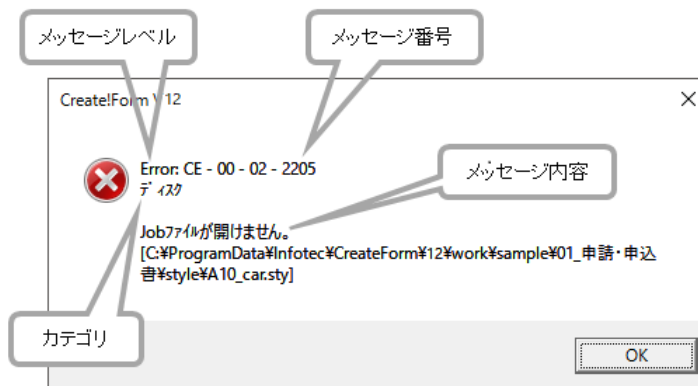 メッセージレベル
メッセージ番号
Create!Form V12
Error: CE - 00 - 02 - 2205
ディスク
メッセージ内容
Jobファイルが開けません。
[C:¥ProgramData¥Infotec¥CreateForm¥12¥work¥sample¥01_申請・申込
書¥style¥A10_car.sty]
カテゴリ
OK